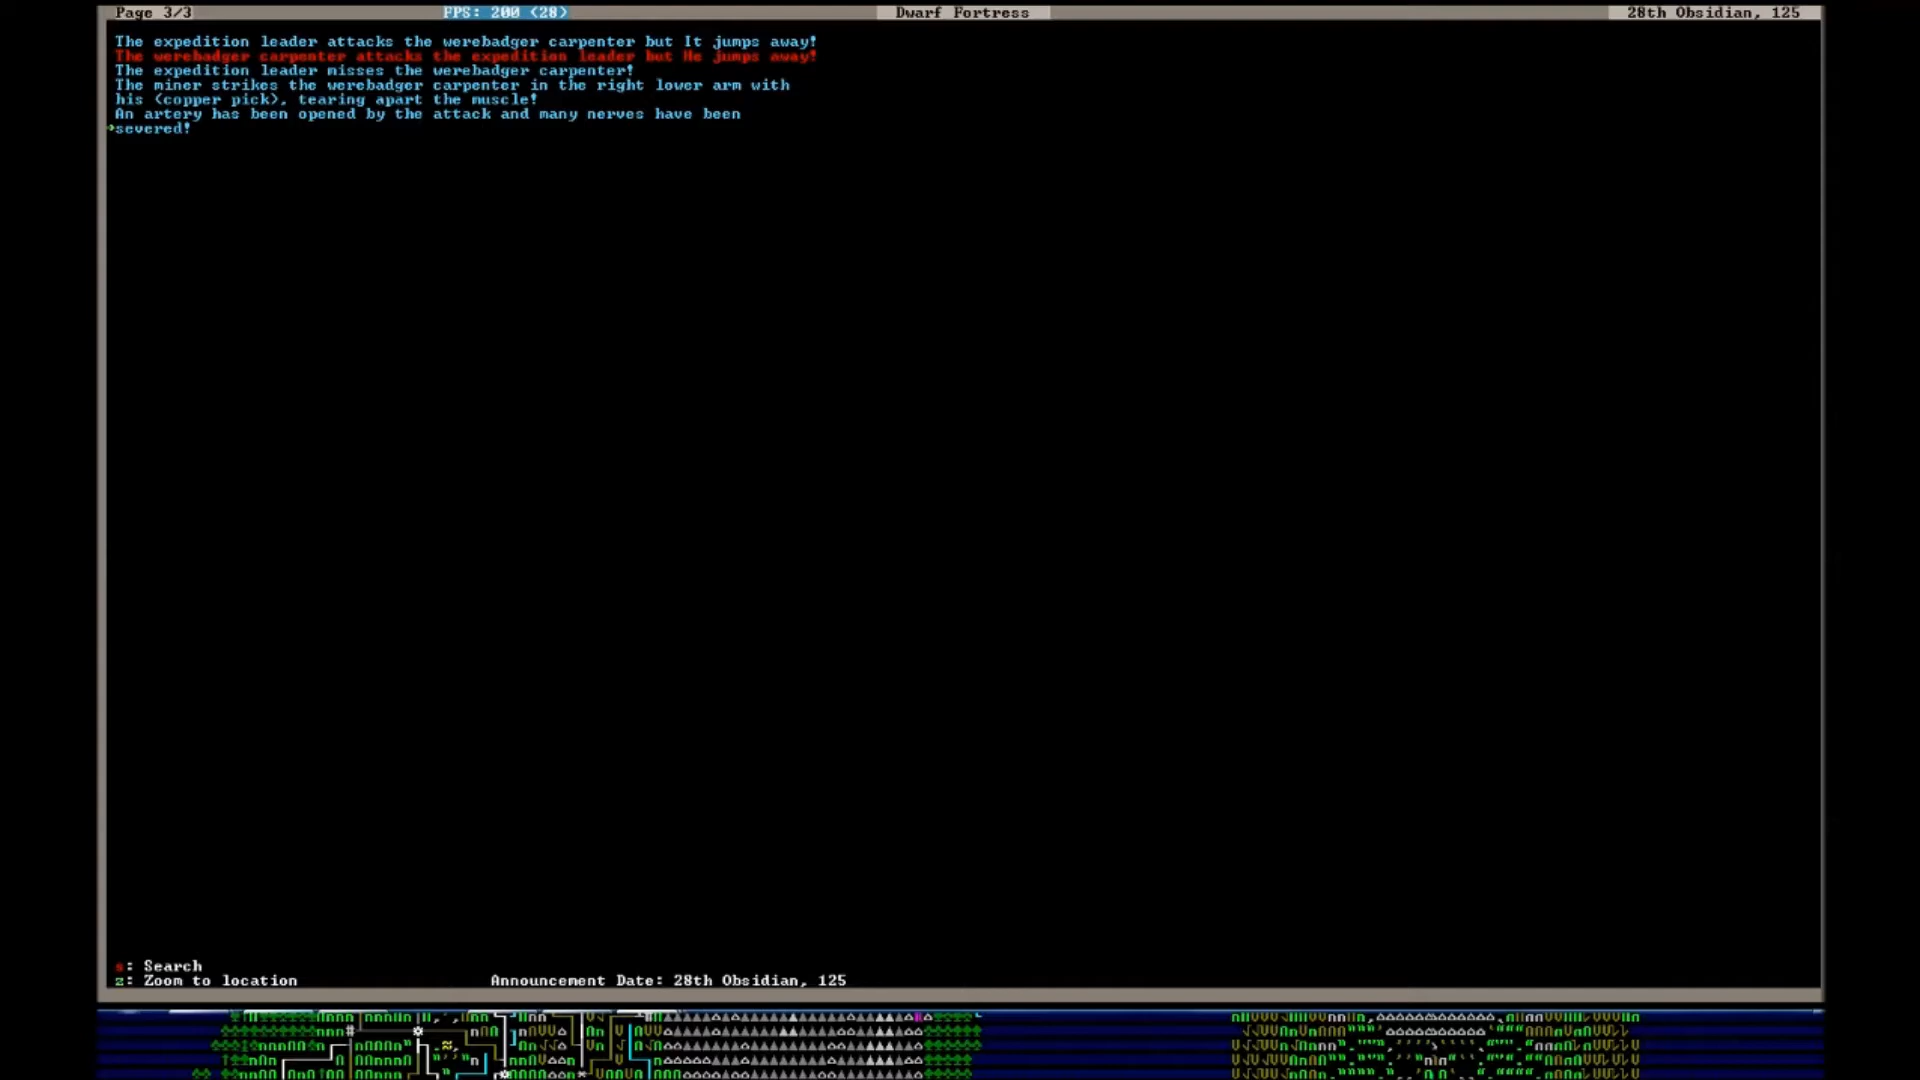 Page 3/3 FPS: 200 (28) Dwarf Fortress 28th Obsidian, 125
The expedition leader attacks the werebadger carpenter but It jumps away!
The werebadger carpenter attacks the expedition leader but He jumps away!
The expedition leader misses the werebadger carpenter!
The miner strikes the werebadger carpenter in the right lower arm with
his (copper pick), tearing apart the muscle!
An artery has been opened by the attack and many nerves have been
severed!
s: Search
z: Zoom to location Announcement Date: 28th Obsidian, 125